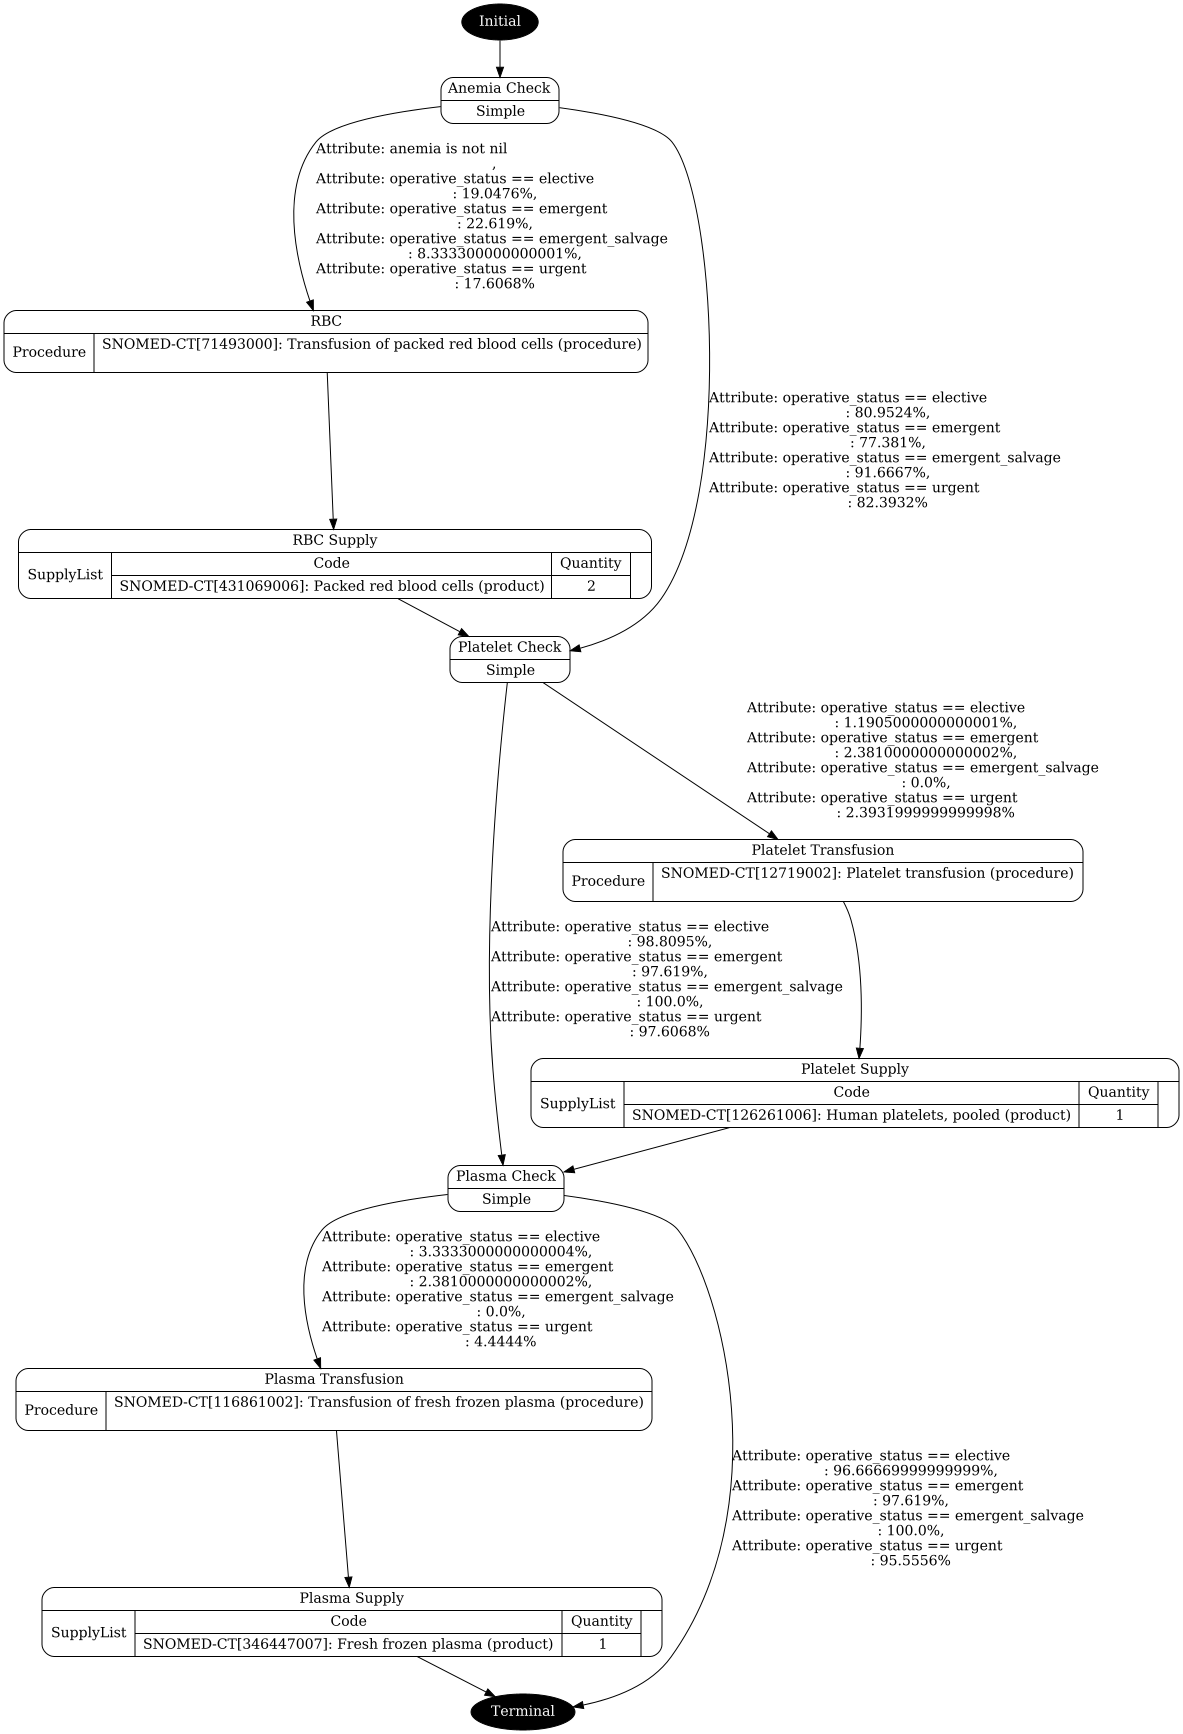 Initial
Anemia Check
Simple
Attribute: anemia is not nil
,
Attribute: operative_status == elective
: 19.0476%,
Attribute: operative_status == emergent
: 22.619%,
Attribute: operative_status == emergent_salvage
: 8.333300000000001%,
Attribute: operative_status == urgent
: 17.6068%
RBC
Procedure
SNOMED-CT[71493000]: Transfusion of packed red blood cells (procedure)
Attribute: operative_status == elective
: 80.9524%,
Attribute: operative_status == emergent
: 77.381%,
Attribute: operative_status == emergent_salvage
: 91.6667%,
Attribute: operative_status == urgent
: 82.3932%
RBC Supply
SupplyList
Code
Quantity
SNOMED-CT[431069006]: Packed red blood cells (product)
2
Platelet Check
Simple
Attribute: operative_status == elective
: 1.1905000000000001%,
Attribute: operative_status == emergent
: 2.3810000000000002%,
Attribute: operative_status == emergent_salvage
: 0.0%,
Attribute: operative_status == urgent
: 2.3931999999999998%
Platelet Transfusion
Procedure
SNOMED-CT[12719002]: Platelet transfusion (procedure)
Attribute: operative_status == elective
: 98.8095%,
Attribute: operative_status == emergent
: 97.619%,
Attribute: operative_status == emergent_salvage
: 100.0%,
Attribute: operative_status == urgent
: 97.6068%
Platelet Supply
SupplyList
Code
Quantity
SNOMED-CT[126261006]: Human platelets, pooled (product)
1
Plasma Check
Simple
Attribute: operative_status == elective
: 3.3333000000000004%,
Attribute: operative_status == emergent
: 2.3810000000000002%,
Attribute: operative_status == emergent_salvage
: 0.0%,
Attribute: operative_status == urgent
: 4.4444%
Plasma Transfusion
Procedure
SNOMED-CT[116861002]: Transfusion of fresh frozen plasma (procedure)
Attribute: operative_status == elective
: 96.66669999999999%,
Attribute: operative_status == emergent
: 97.619%,
Attribute: operative_status == emergent_salvage
: 100.0%,
Attribute: operative_status == urgent
: 95.5556%
Plasma Supply
SupplyList
Code
Quantity
SNOMED-CT[346447007]: Fresh frozen plasma (product)
1
Terminal